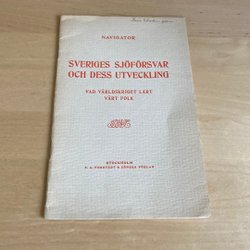 NAVIGATOR
SVERIGES SJÖFÖRSVAR
OCH DESS UTVECKLING
VAD VÄRLDSKRIGET LÄRT
VÅRT FOLK
STOCKHOLM
P. A. NORSTEDT & SÖNERS FÖRLAG